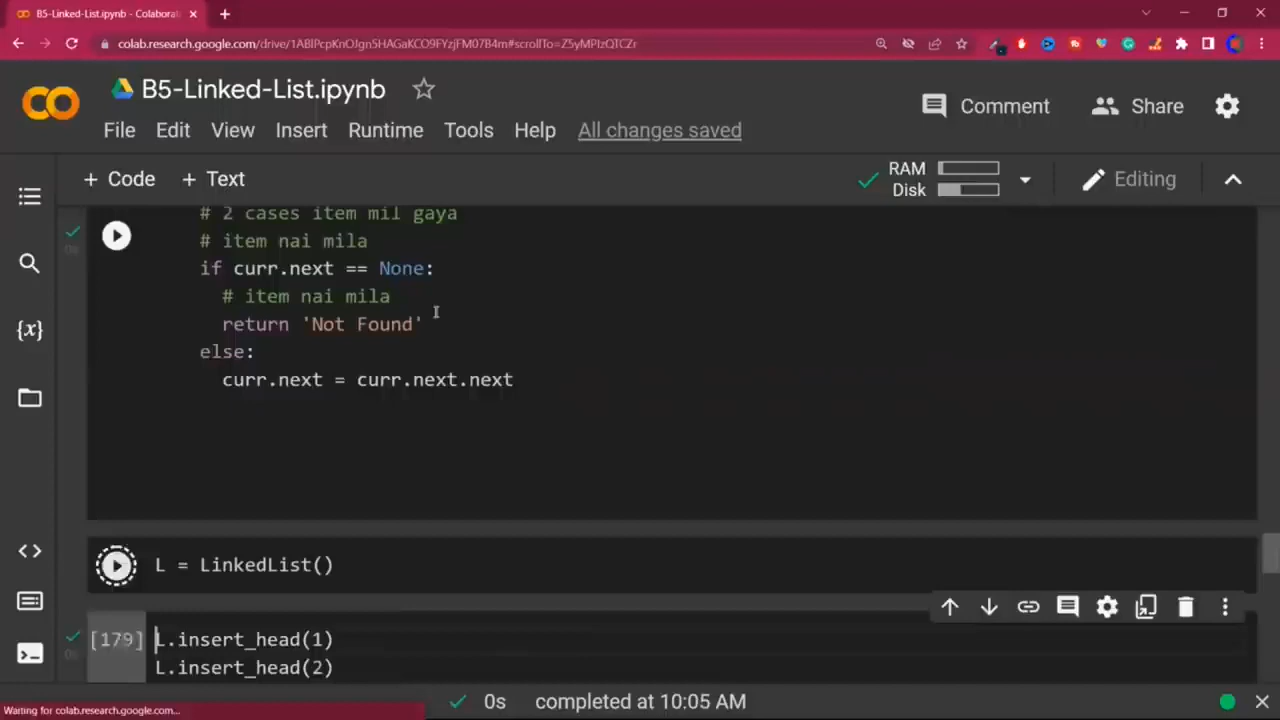 B5-Linked-List.ipynb - Colaborat
colab.research.google.com/drive/1ABlPcpKnOJgnSHAGaKCO9FYzjFM07B4m#scrollTo=Z5yMPIzQTCZr
B5-Linked-List.ipynb
Comment
Share
File Edit View Insert Runtime Tools Help All changes saved
+ Code + Text
RAM
Disk
Editing
# 2 cases item mil gaya
# item nai mila
if curr.next == None:
# item nai mila
return 'Not Found'
else:
curr.next = curr.next.next
L = LinkedList()
[179]
L.insert_head(1)
L.insert_head(2)
0s completed at 10:05 AM
Waiting for colab.research.google.com...